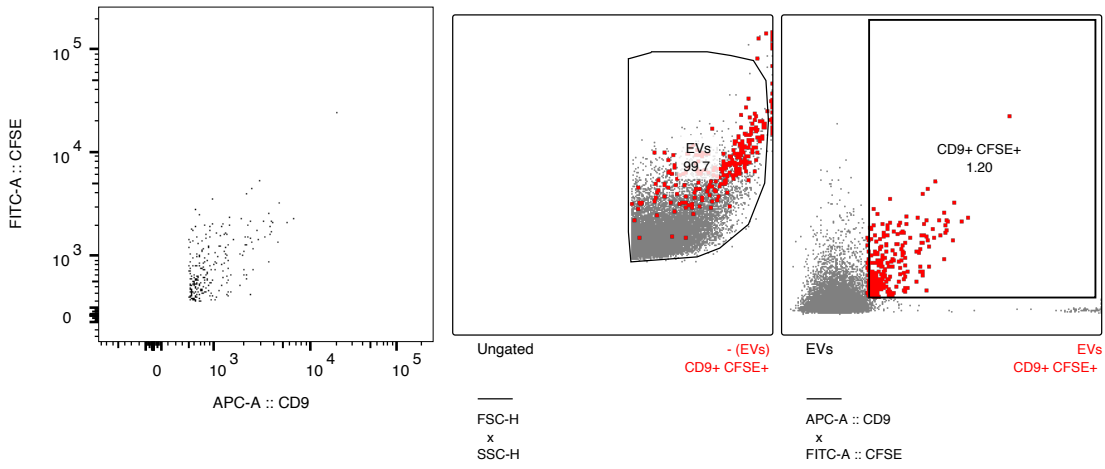 10^5
10^4
10^3
0
FITC-A :: CFSE
0
10^3
10^4
10^5
APC-A :: CD9
EVs
99.7
Ungated
- (EVs)
CD9+ CFSE+
FSC-H
x
SSC-H
CD9+ CFSE+
1.20
EVs
EVs
CD9+ CFSE+
APC-A :: CD9
x
FITC-A :: CFSE